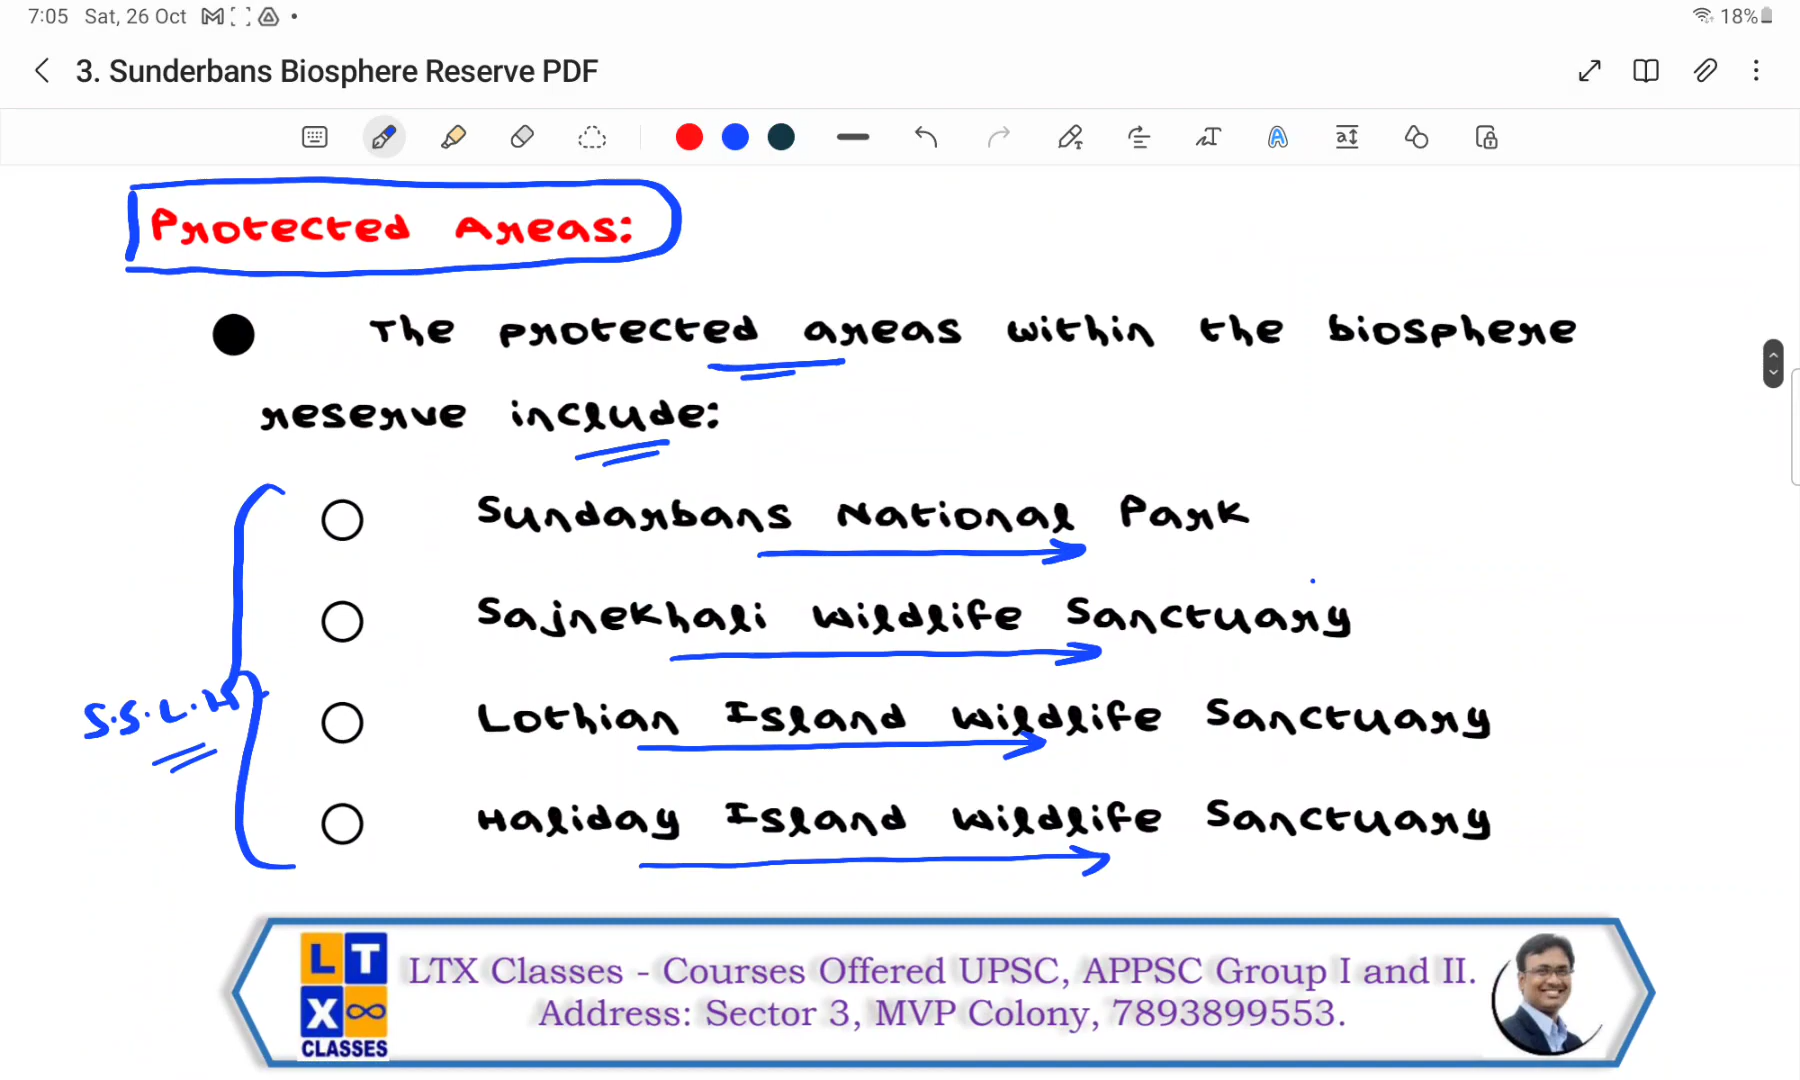 7:05 Sat, 26 Oct
18%
3. Sunderbans Biosphere Reserve PDF
Protected Areas:
The protected areas within the biosphere
reserve include:
Sundarbans National Park
Sajnekhali Wildlife Sanctuary
Lothian Island Wildlife Sanctuary
S.S.L.H
Haliday Island Wildlife Sanctuary
LTX Classes - Courses Offered UPSC, APPSC Group I and II.
Address: Sector 3, MVP Colony, 7893899553.
L T
X ∞
CLASSES